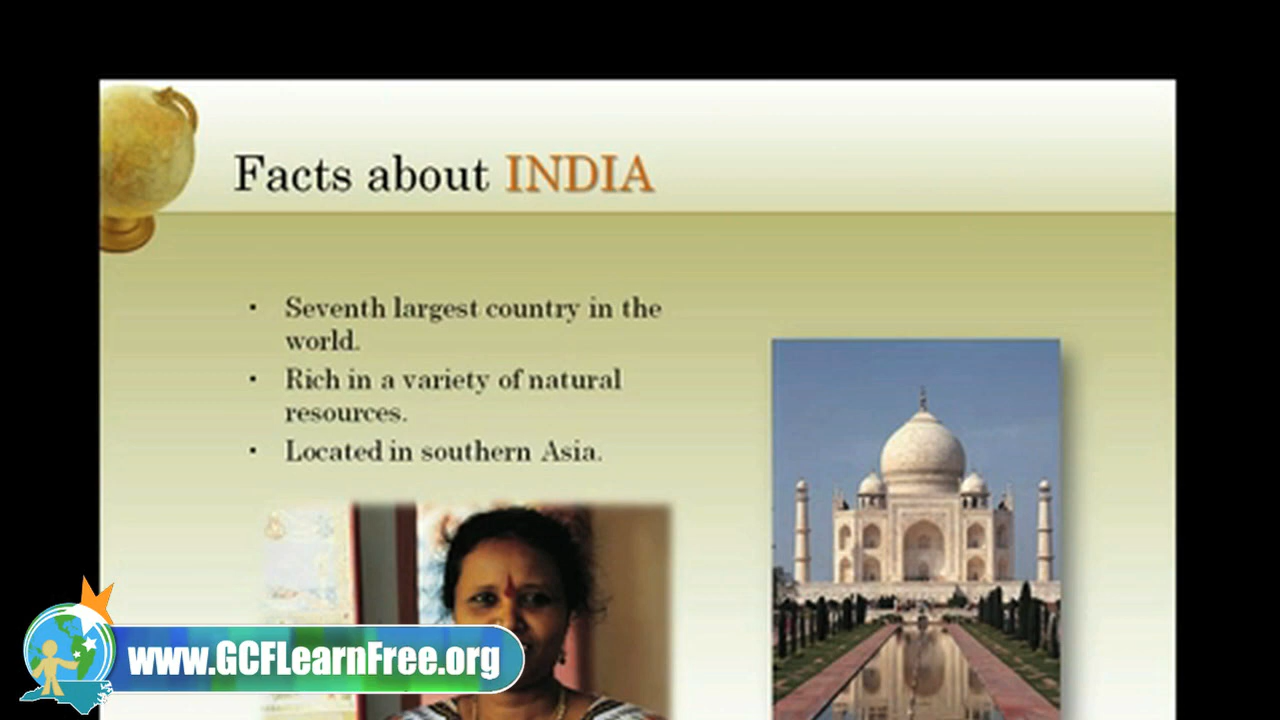 Facts about INDIA
• Seventh largest country in the
world.
• Rich in a variety of natural
resources.
• Located in southern Asia.
www.GCFLearnFree.org